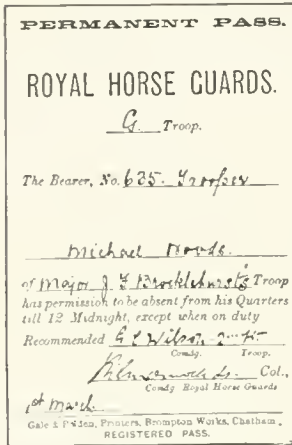 PERMANENT PASS.
ROYAL HORSE GUARDS.
G. Troop.
The Bearer, No. 635. Trooper
Michael Woods.
of Major J F Brocklehurst's Troop
has permission to be absent from his Quarters
till 12 Midnight, except when on duty
Recommended G C Wilson
Comdg. Troop.
Col.,
Comdg Royal Horse Guards
1st March
Gale & Polden, Printers, Brompton Works, Chatham,
REGISTERED PASS.